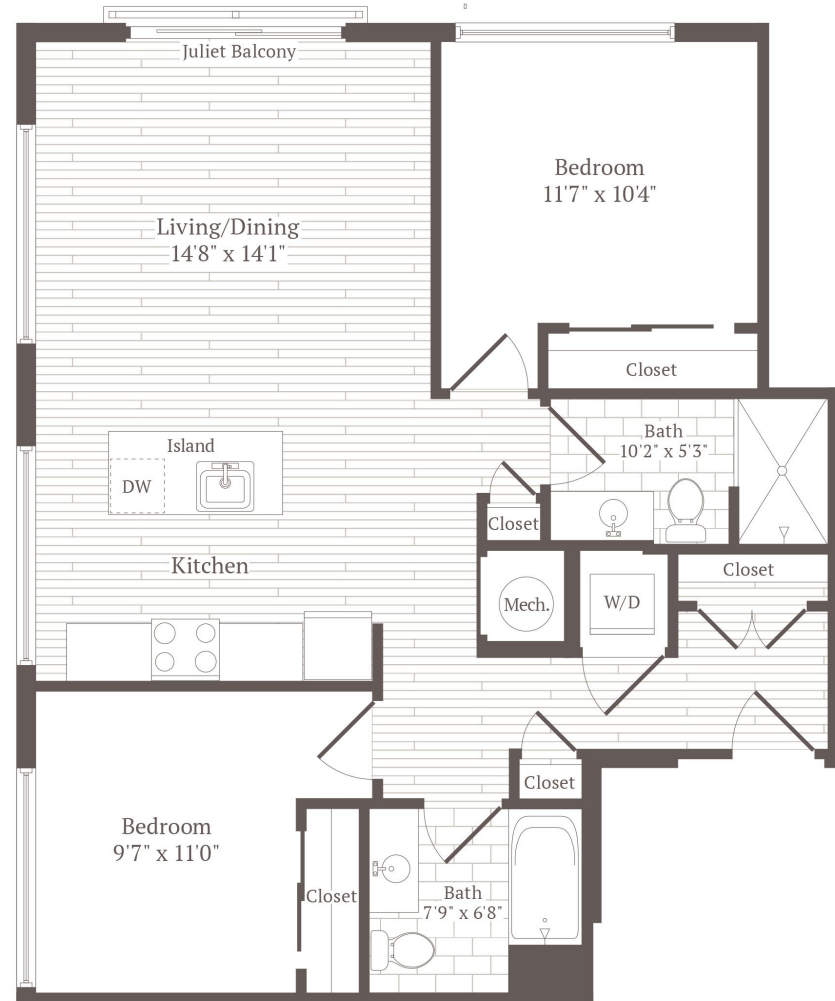 Juliet Balcony
Bedroom
11'7" x 10'4"
Living/Dining
14'8" x 14'1"
Closet
Island
DW
Bath
10'2" x 5'3"
Closet
Kitchen
Mech.
W/D
Closet
Closet
Bedroom
9'7" x 11'0"
Closet
Bath
7'9" x 6'8"